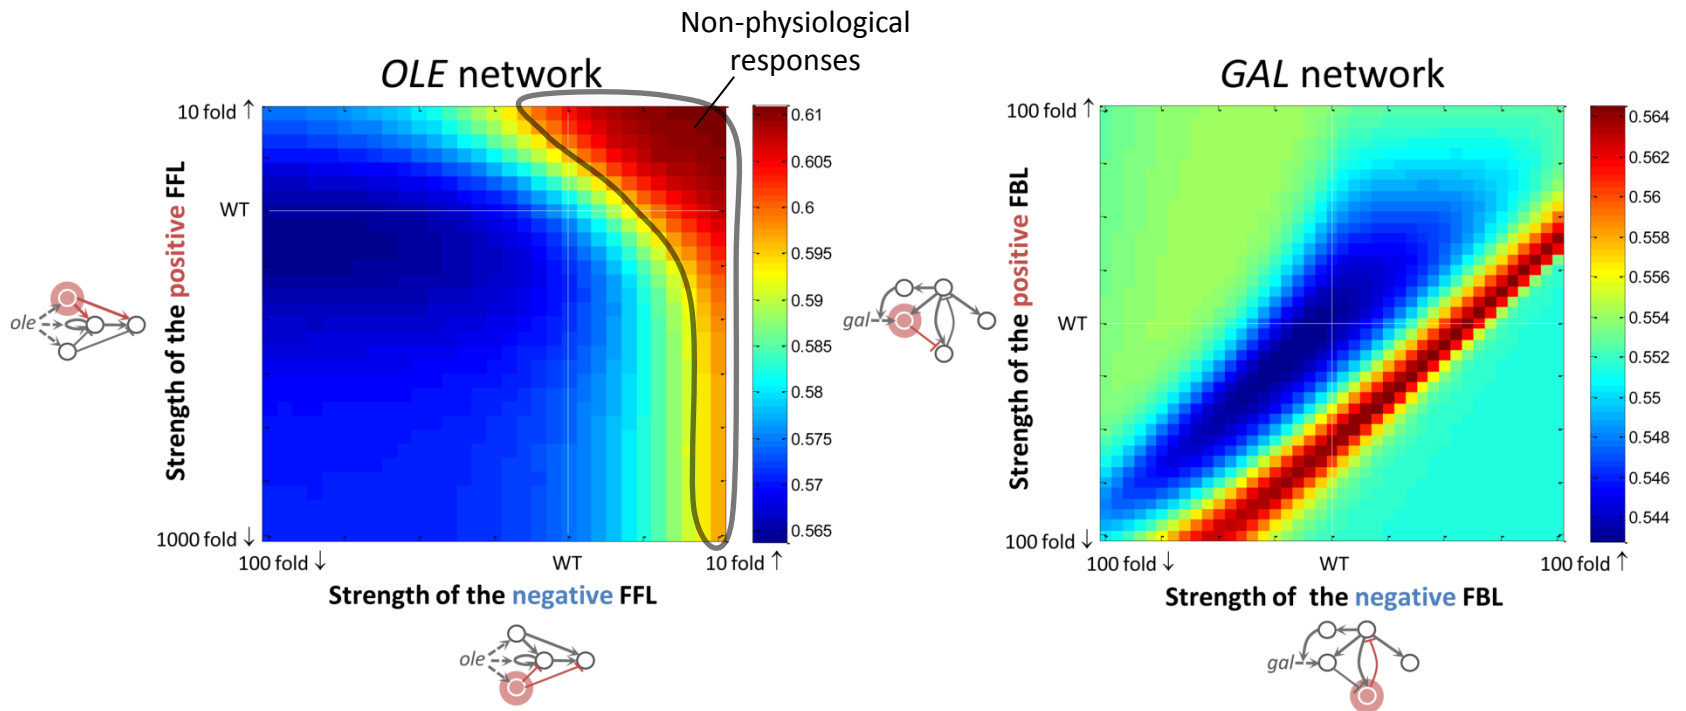 Non-physiological
responses
OLE network
10 fold ↑
WT
1000 fold ↓
Strength of the positive FFL
ole
100 fold ↓
WT
10 fold ↑
Strength of the negative FFL
ole
0.61
0.605
0.6
0.595
0.59
0.585
0.58
0.575
0.57
0.565
GAL network
100 fold ↑
WT
100 fold ↓
Strength of the positive FBL
gal
100 fold ↓
WT
100 fold ↑
Strength of the negative FBL
gal
0.564
0.562
0.56
0.558
0.556
0.554
0.552
0.55
0.548
0.546
0.544